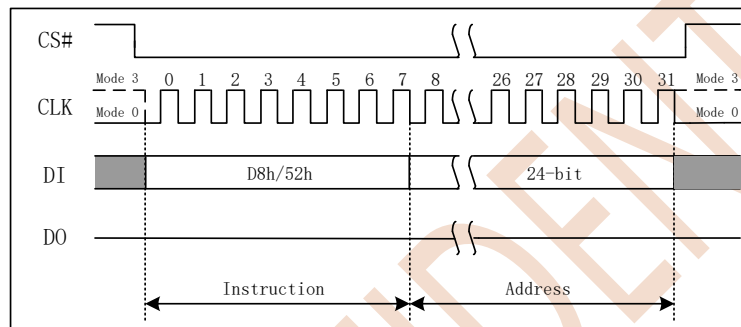 CS#
Mode 3 0 1 2 3 4 5 6 7 8 26 27 28 29 30 31 Mode 3
CLK
Mode 0 Mode 0
DI D8h/52h 24-bit
DO
Instruction Address